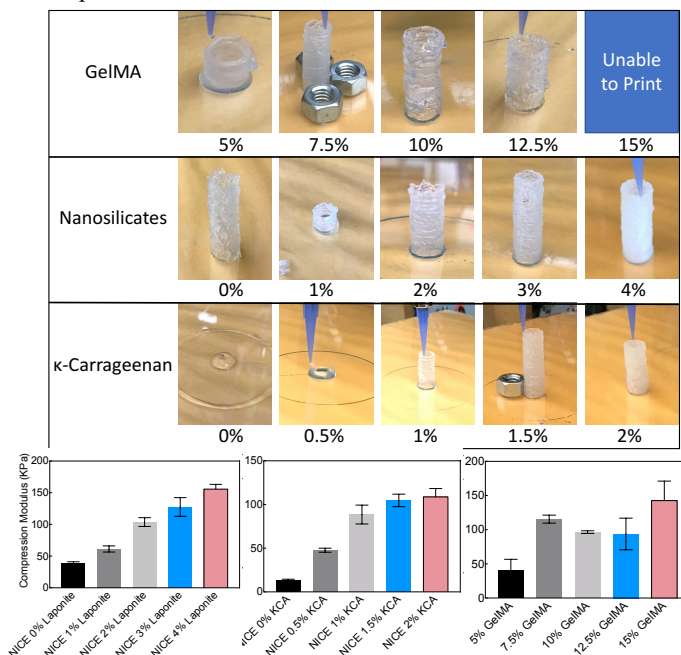 GelMA
Unable
to Print
5%
7.5%
10%
12.5%
15%
Nanosilicates
0%
1%
2%
3%
4%
κ-Carrageenan
0%
0.5%
1%
1.5%
2%
Compression Modulus (KPa)
200
150
100
50
0
NICE 0% Laponite
NICE 1% Laponite
NICE 2% Laponite
NICE 3% Laponite
NICE 4% Laponite
150
100
50
0
NICE 0% KCA
NICE 0.5% KCA
NICE 1% KCA
NICE 1.5% KCA
NICE 2% KCA
200
150
100
50
0
5% GelMA
7.5% GelMA
10% GelMA
12.5% GelMA
15% GelMA